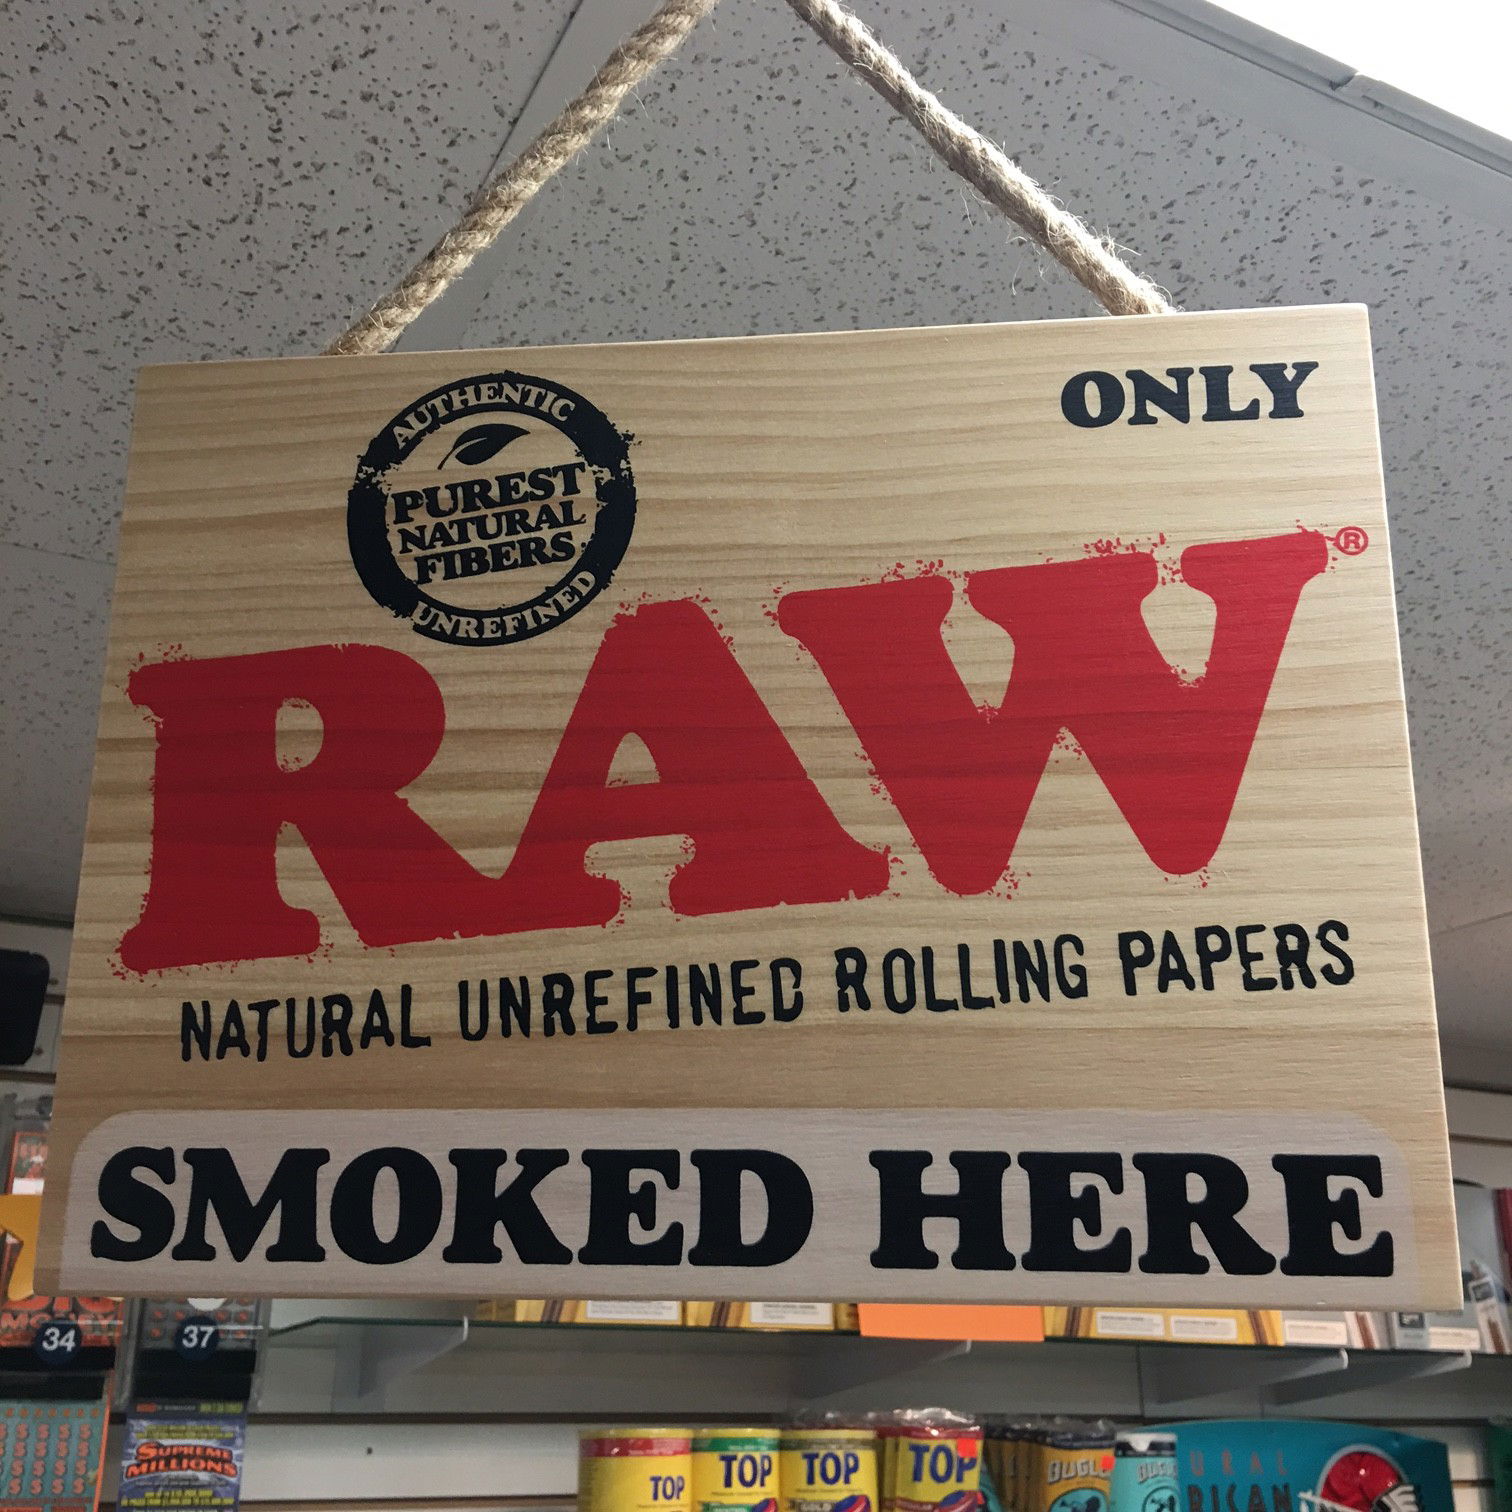 ONLY
AUTHENTIC
PUREST
NATURAL
FIBERS
UNREFINED
RAW®
NATURAL UNREFINED ROLLING PAPERS
SMOKED HERE
34
37
SUPREME
MILLIONS
TOP
TOP
TOP
TOP
GOLD